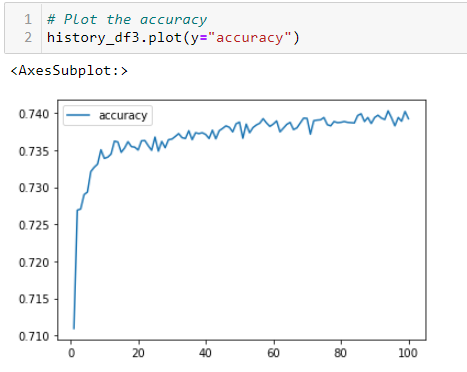 1 # Plot the accuracy
2 history_df3.plot(y="accuracy")
<AxesSubplot:>
accuracy
0.740
0.735
0.730
0.725
0.720
0.715
0.710
0 20 40 60 80 100